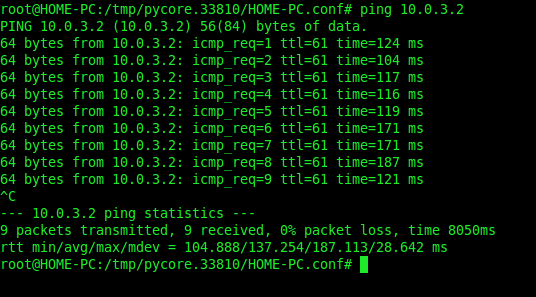 root@HOME-PC:/tmp/pycore.33810/HOME-PC.conf# ping 10.0.3.2
PING 10.0.3.2 (10.0.3.2) 56(84) bytes of data.
64 bytes from 10.0.3.2: icmp_req=1 ttl=61 time=124 ms
64 bytes from 10.0.3.2: icmp_req=2 ttl=61 time=104 ms
64 bytes from 10.0.3.2: icmp_req=3 ttl=61 time=117 ms
64 bytes from 10.0.3.2: icmp_req=4 ttl=61 time=116 ms
64 bytes from 10.0.3.2: icmp_req=5 ttl=61 time=119 ms
64 bytes from 10.0.3.2: icmp_req=6 ttl=61 time=171 ms
64 bytes from 10.0.3.2: icmp_req=7 ttl=61 time=171 ms
64 bytes from 10.0.3.2: icmp_req=8 ttl=61 time=187 ms
64 bytes from 10.0.3.2: icmp_req=9 ttl=61 time=121 ms
^C
--- 10.0.3.2 ping statistics ---
9 packets transmitted, 9 received, 0% packet loss, time 8050ms
rtt min/avg/max/mdev = 104.888/137.254/187.113/28.642 ms
root@HOME-PC:/tmp/pycore.33810/HOME-PC.conf#